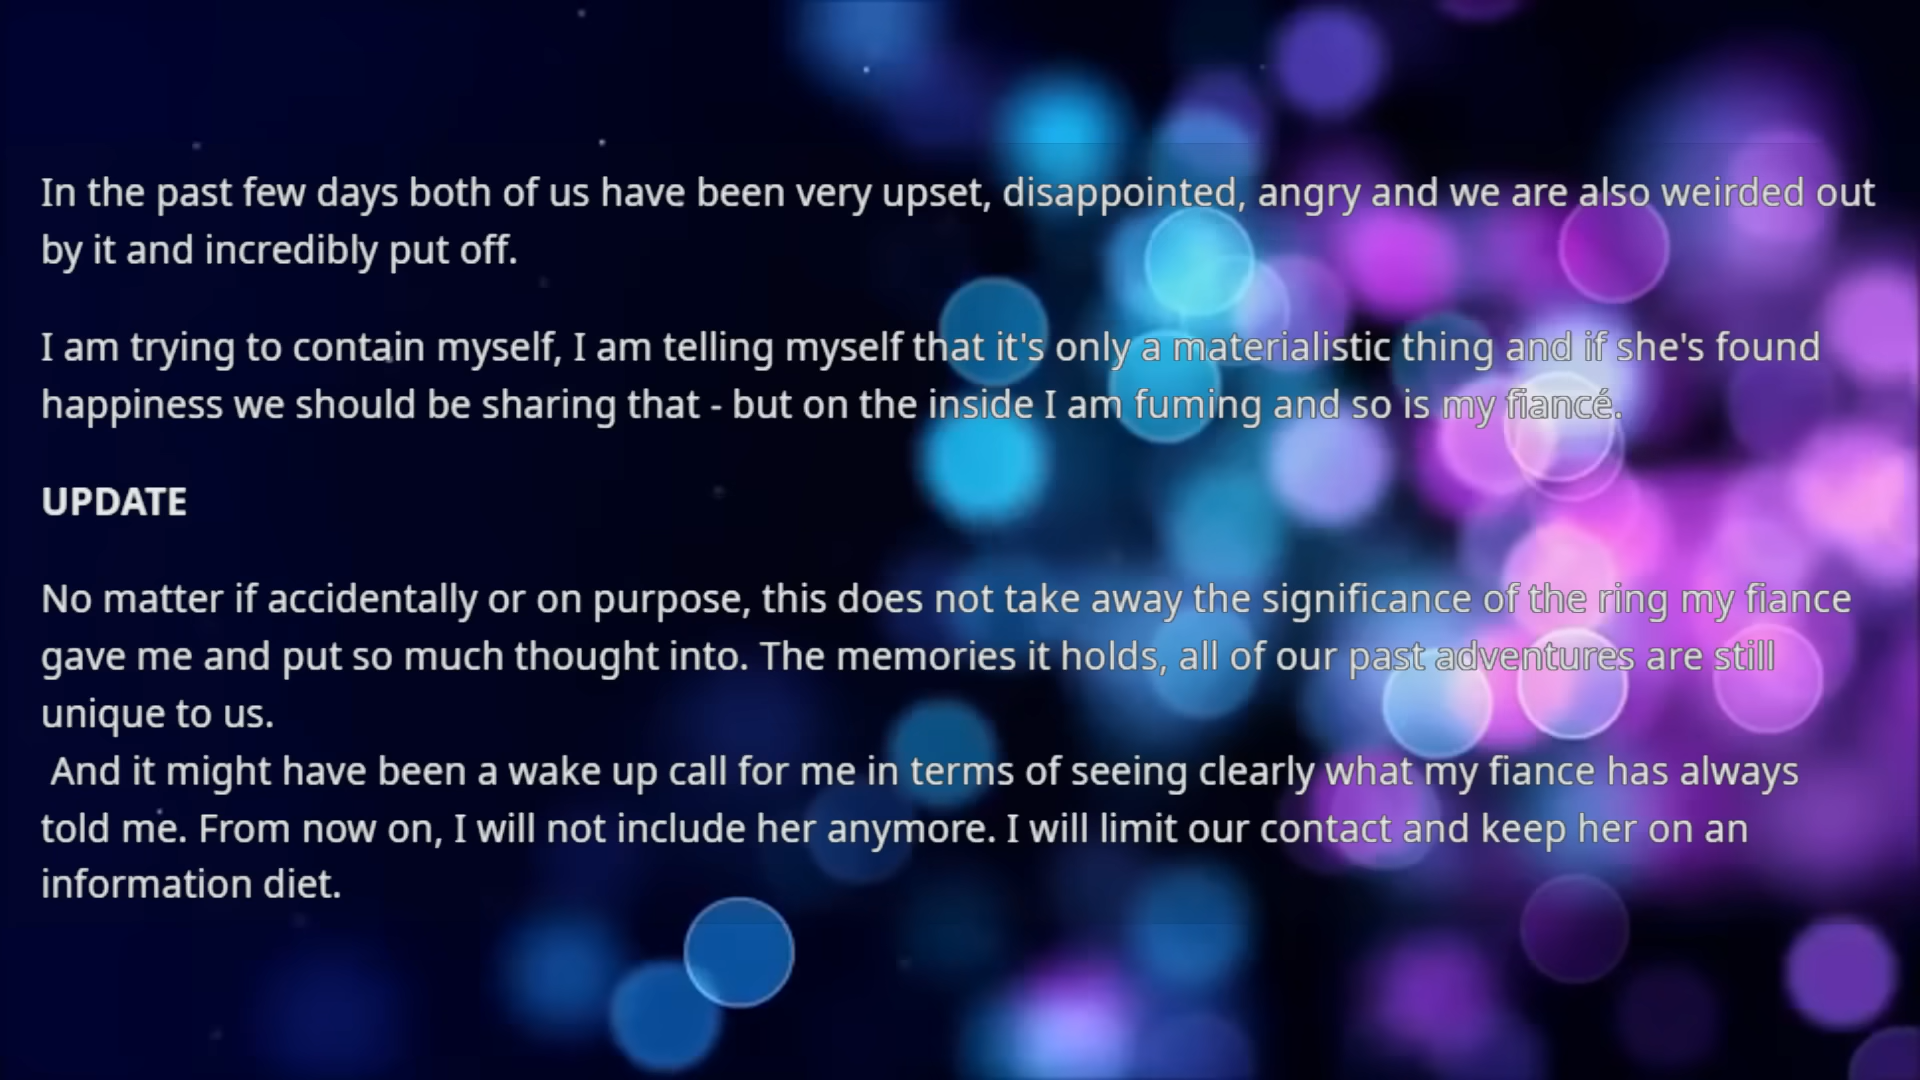 In the past few days both of us have been very upset, disappointed, angry and we are also weirded out
by it and incredibly put off.
I am trying to contain myself, I am telling myself that it's only a materialistic thing and if she's found
happiness we should be sharing that - but on the inside I am fuming and so is my fiancé.
UPDATE
No matter if accidentally or on purpose, this does not take away the significance of the ring my fiance
gave me and put so much thought into. The memories it holds, all of our past adventures are still
unique to us.
And it might have been a wake up call for me in terms of seeing clearly what my fiance has always
told me. From now on, I will not include her anymore. I will limit our contact and keep her on an
information diet.